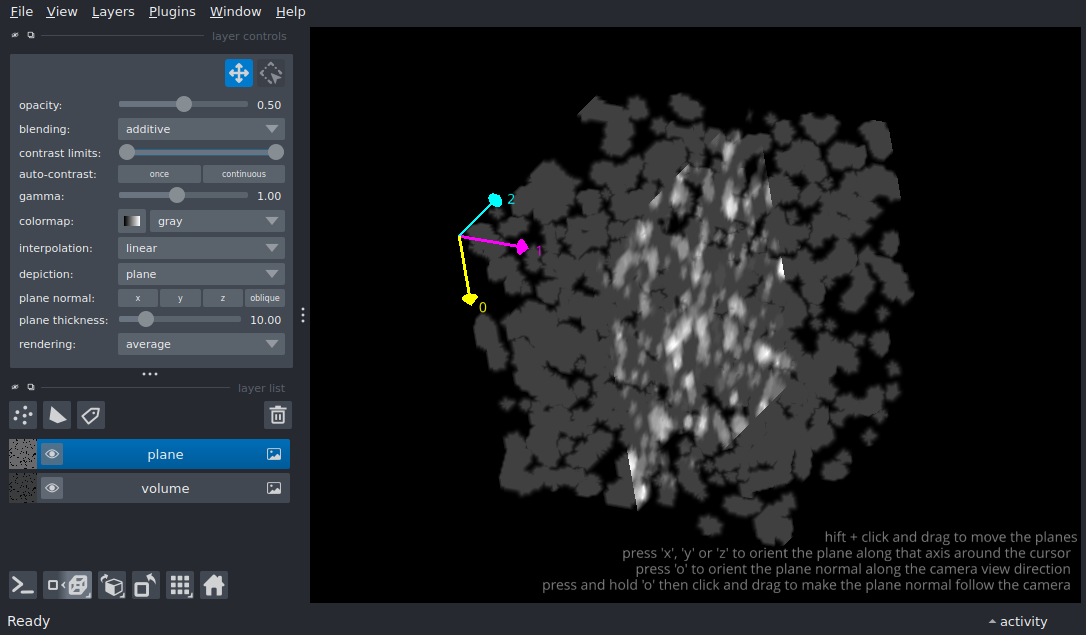 File View Layers Plugins Window Help
layer controls
opacity: 0.50
blending: additive
contrast limits:
auto-contrast: once continuous
gamma: 1.00
colormap: gray
interpolation: linear
depiction: plane
plane normal: x y z oblique
plane thickness: 10.00
rendering: average
layer list
plane
volume
2
1
0
hift + click and drag to move the planes
press 'x', 'y' or 'z' to orient the plane along that axis around the cursor
press 'o' to orient the plane normal along the camera view direction
press and hold 'o' then click and drag to make the plane normal follow the camera
Ready
activity